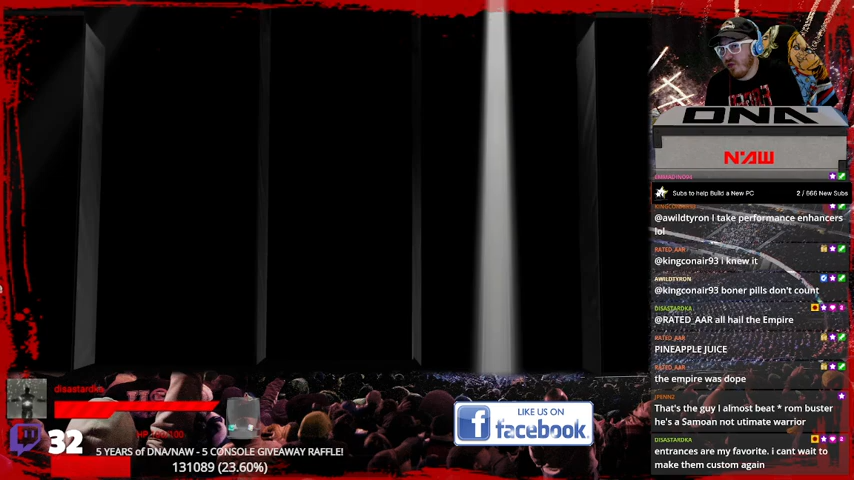 DNA
NAW
Subs to help Build a New PC 2 / 666 New Subs
@awildtyron I take performance enhancers
lol
RATED_AAR
@kingconair93 i knew it
AWILDTYRON
@kingconair93 boner pills don't count
DISASTARDKA
@RATED_AAR all hail the Empire
RATED_AAR
PINEAPPLE JUICE
RATED_AAR
the empire was dope
JPENN2
That's the guy I almost beat * rom buster
he's a Samoan not utimate warrior
DISASTARDKA
entrances are my favorite. i cant wait to
make them custom again
disastardka
32
5 YEARS of DNA/NAW - 5 CONSOLE GIVEAWAY RAFFLE!
131089 (23.60%)
LIKE US ON
facebook